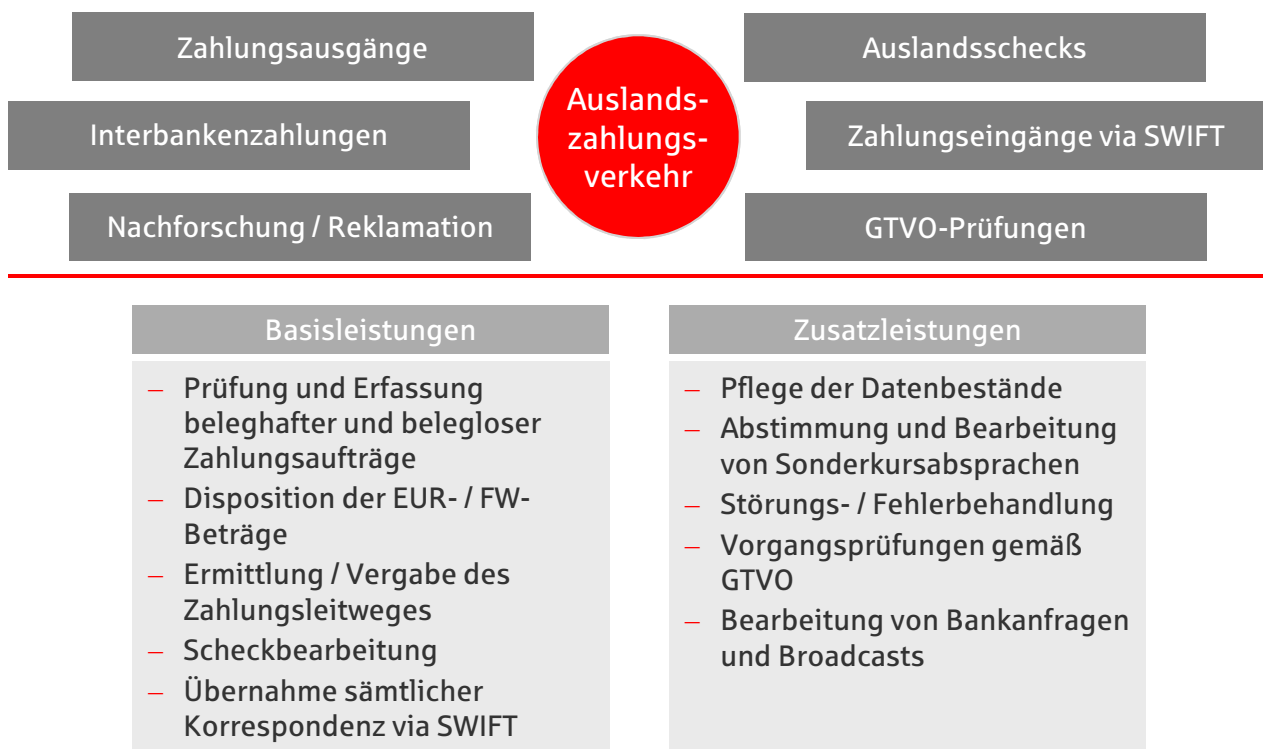 Zahlungsausgänge
Interbankenzahlungen
Nachforschung / Reklamation
Auslands-
zahlungs-
verkehr
Auslandsschecks
Zahlungseingänge via SWIFT
GTVO-Prüfungen
Basisleistungen
– Prüfung und Erfassung
beleghafter und belegloser
Zahlungsaufträge
– Disposition der EUR- / FW-
Beträge
– Ermittlung / Vergabe des
Zahlungsleitweges
– Scheckbearbeitung
– Übernahme sämtlicher
Korrespondenz via SWIFT
Zusatzleistungen
– Pflege der Datenbestände
– Abstimmung und Bearbeitung
von Sonderkursabsprachen
– Störungs- / Fehlerbehandlung
– Vorgangsprüfungen gemäß
GTVO
– Bearbeitung von Bankanfragen
und Broadcasts